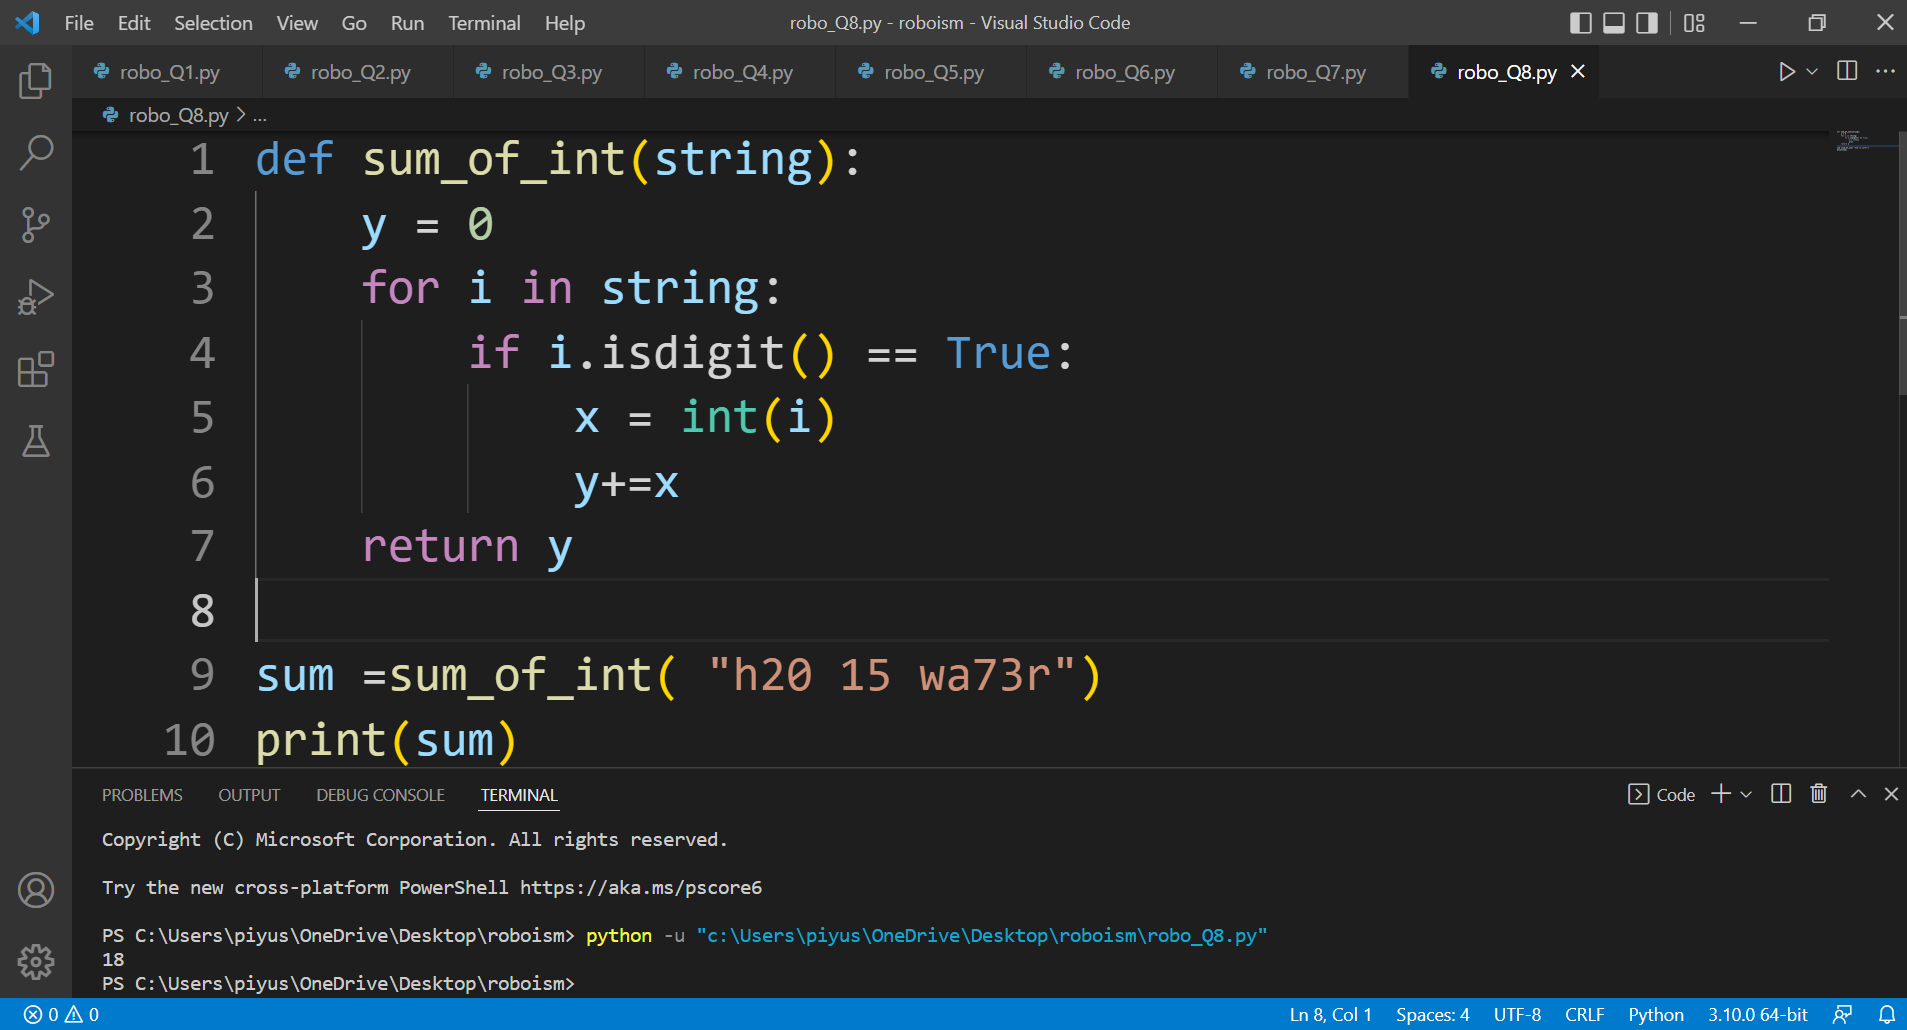 File Edit Selection View Go Run Terminal Help robo_Q8.py - roboism - Visual Studio Code
robo_Q1.py robo_Q2.py robo_Q3.py robo_Q4.py robo_Q5.py robo_Q6.py robo_Q7.py robo_Q8.py
robo_Q8.py > ...
1 def sum_of_int(string):
2     y = 0
3     for i in string:
4         if i.isdigit() == True:
5             x = int(i)
6             y+=x
7     return y
8
9 sum =sum_of_int( "h20 15 wa73r")
10 print(sum)
PROBLEMS OUTPUT DEBUG CONSOLE TERMINAL Code
Copyright (C) Microsoft Corporation. All rights reserved.
Try the new cross-platform PowerShell https://aka.ms/pscore6
PS C:\Users\piyus\OneDrive\Desktop\roboism> python -u "c:\Users\piyus\OneDrive\Desktop\roboism\robo_Q8.py"
18
PS C:\Users\piyus\OneDrive\Desktop\roboism>
0 0 Ln 8, Col 1 Spaces: 4 UTF-8 CRLF Python 3.10.0 64-bit